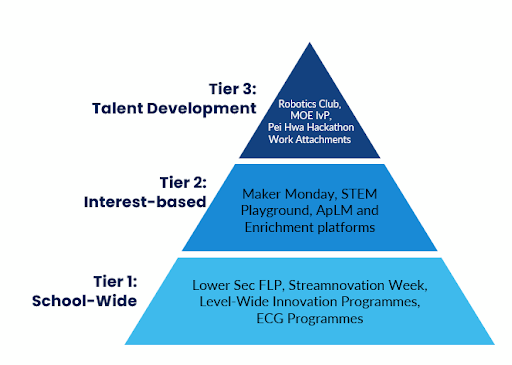 Tier 3:
Talent Development
Robotics Club,
MOE IvP,
Pei Hwa Hackathon
Work Attachments
Tier 2:
Interest-based
Maker Monday, STEM
Playground, ApLM and
Enrichment platforms
Tier 1:
School-Wide
Lower Sec FLP, Streamnovation Week,
Level-Wide Innovation Programmes,
ECG Programmes